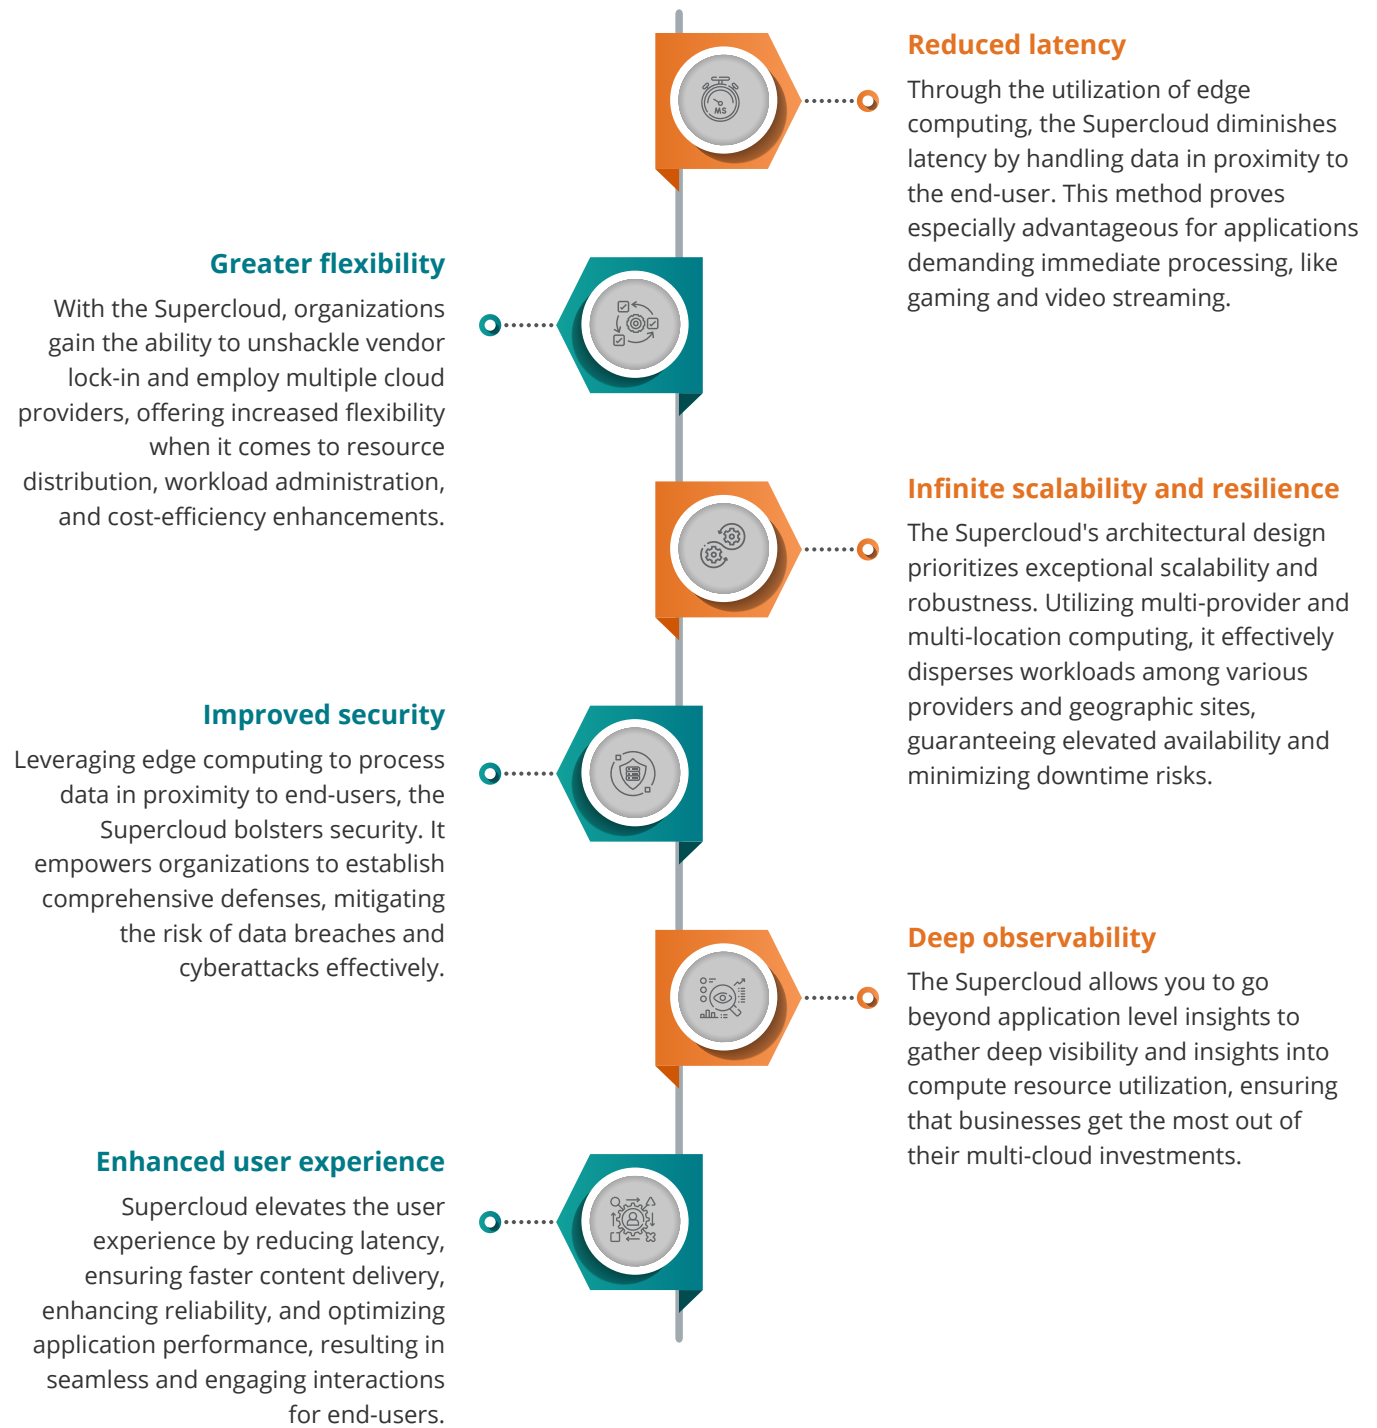 Reduced latency
Through the utilization of edge
computing, the Supercloud diminishes
latency by handling data in proximity to
the end-user. This method proves
especially advantageous for applications
demanding immediate processing, like
gaming and video streaming.
MS
Greater flexibility
With the Supercloud, organizations
gain the ability to unshackle vendor
lock-in and employ multiple cloud
providers, offering increased flexibility
when it comes to resource
distribution, workload administration,
and cost-efficiency enhancements.
Infinite scalability and resilience
The Supercloud's architectural design
prioritizes exceptional scalability and
robustness. Utilizing multi-provider and
multi-location computing, it effectively
disperses workloads among various
providers and geographic sites,
guaranteeing elevated availability and
minimizing downtime risks.
Improved security
Leveraging edge computing to process
data in proximity to end-users, the
Supercloud bolsters security. It
empowers organizations to establish
comprehensive defenses, mitigating
the risk of data breaches and
cyberattacks effectively.
Deep observability
The Supercloud allows you to go
beyond application level insights to
gather deep visibility and insights into
compute resource utilization, ensuring
that businesses get the most out of
their multi-cloud investments.
Enhanced user experience
Supercloud elevates the user
experience by reducing latency,
ensuring faster content delivery,
enhancing reliability, and optimizing
application performance, resulting in
seamless and engaging interactions
for end-users.